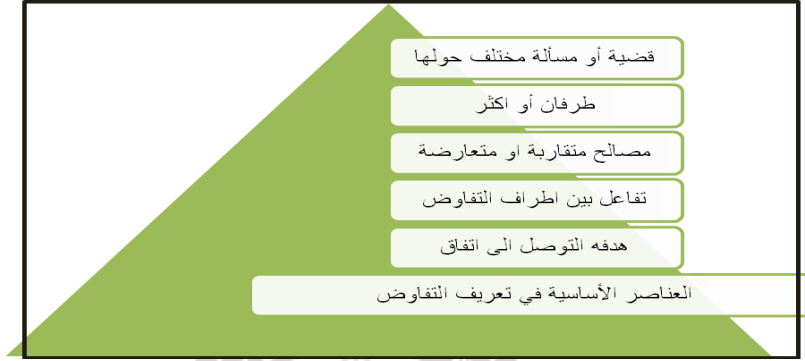 قضية أو مسألة مختلف حولها
طرفان أو اكثر
مصالح متقاربة او متعارضة
تفاعل بين اطراف التفاوض
هدفه التوصل الى اتفاق
العناصر الأساسية في تعريف التفاوض